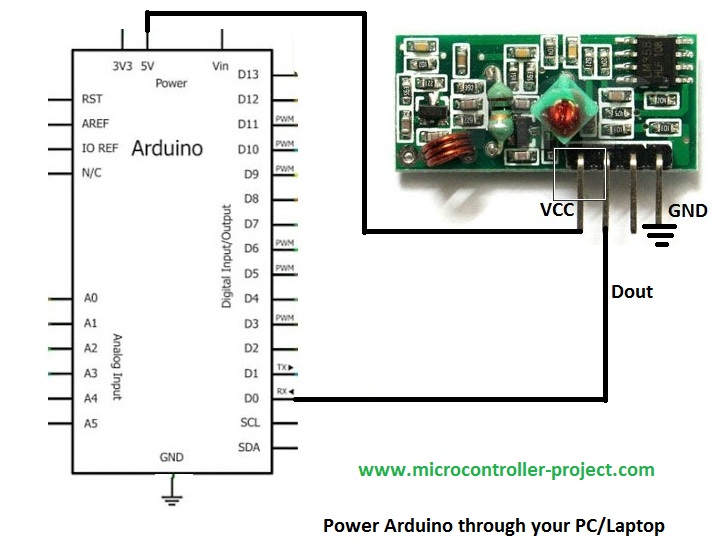 3V3 5V Vin
Power
RST
AREF
IO REF
N/C
Arduino
D13
D12
D11 PWM
D10 PWM
D9 PWM
D8
D7
D6 PWM
D5 PWM
D4
D3 PWM
D2
D1 TX
D0 RX
SCL
SDA
Digital Input/Output
A0
A1
A2
A3
A4
A5
Analog Input
GND
VCC
GND
Dout
www.microcontroller-project.com
Power Arduino through your PC/Laptop